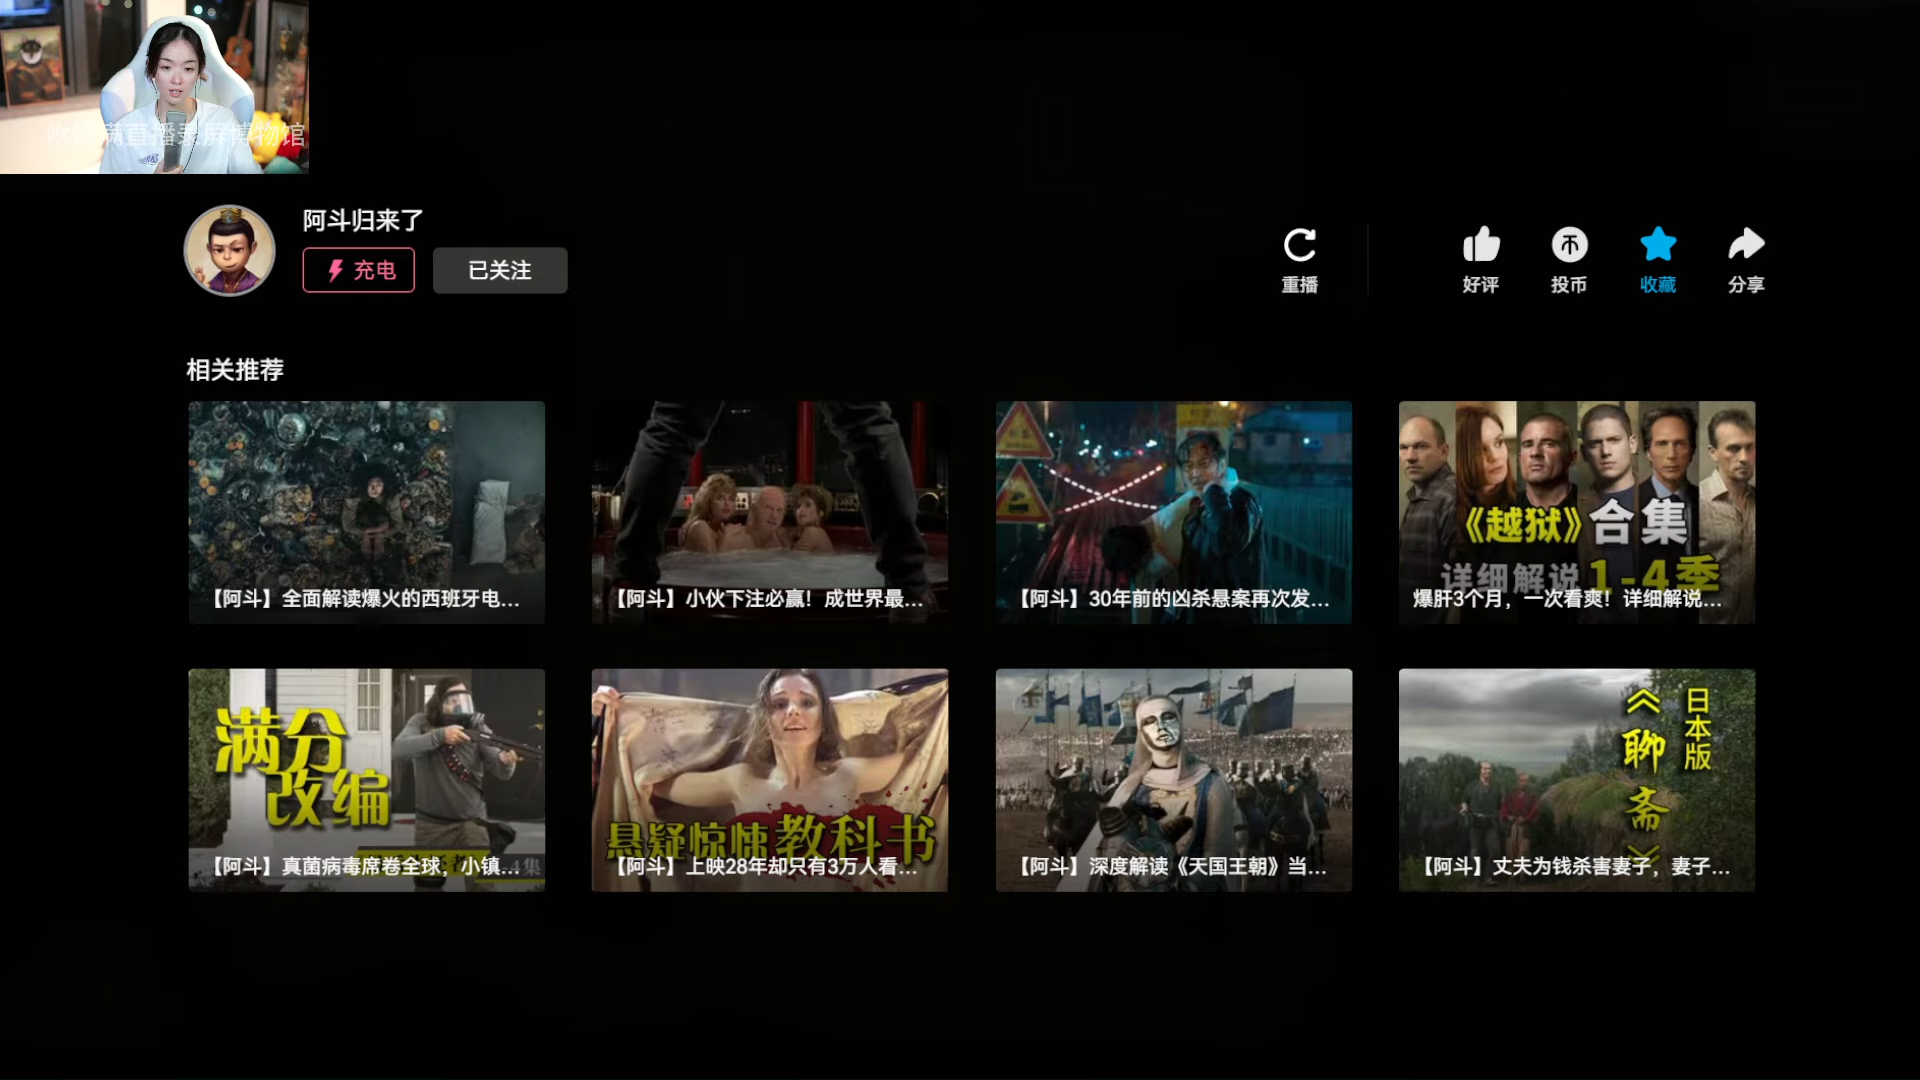 满直播录屏博物馆
阿斗归来了
充电
已关注
重播
好评
投币
收藏
分享
相关推荐
【阿斗】全面解读爆火的西班牙电...
【阿斗】小伙下注必赢！成世界最...
【阿斗】30年前的凶杀悬案再次发...
《越狱》合集
详细解说1-4季
爆肝3个月，一次看爽！详细解说...
满分
改编
【阿斗】真菌病毒席卷全球，小镇...
悬疑惊悚教科书
【阿斗】上映28年却只有3万人看...
【阿斗】深度解读《天国王朝》当...
日本版
《聊斋》
【阿斗】丈夫为钱杀害妻子，妻子...